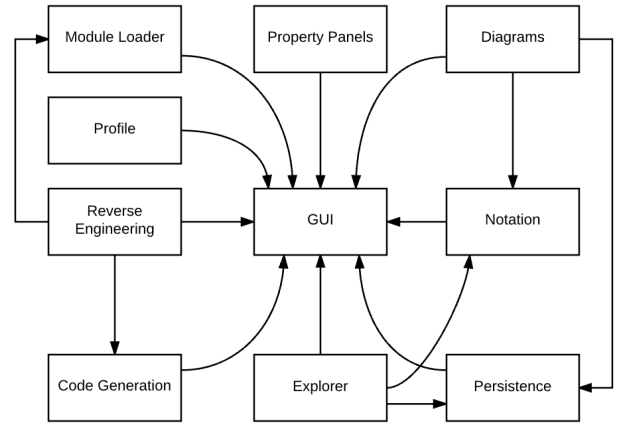 Module Loader
Property Panels
Diagrams
Profile
Reverse
Engineering
GUI
Notation
Code Generation
Explorer
Persistence